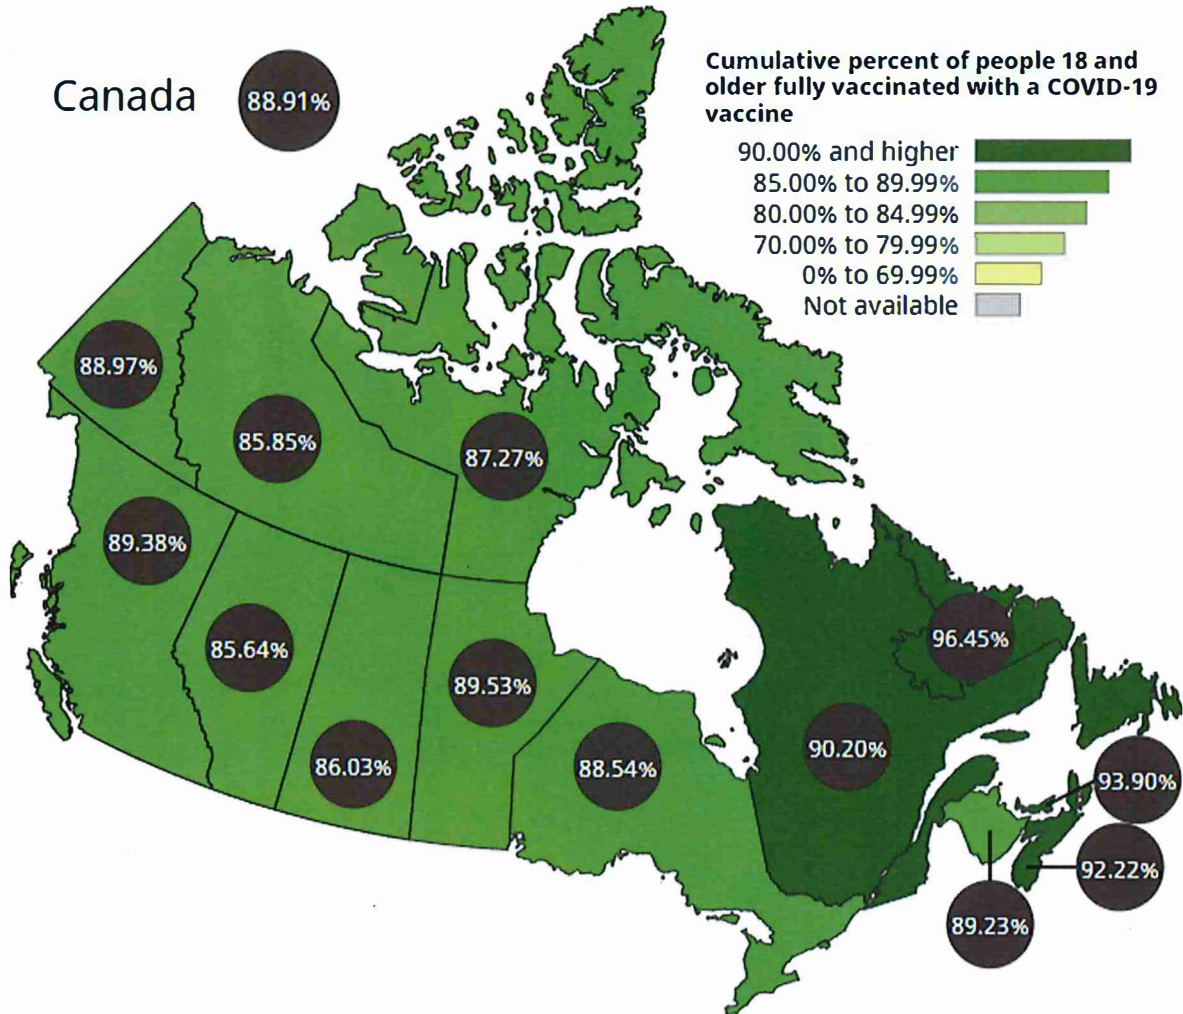 Canada
88.91%
Cumulative percent of people 18 and
older fully vaccinated with a COVID-19
vaccine
90.00% and higher
85.00% to 89.99%
80.00% to 84.99%
70.00% to 79.99%
0% to 69.99%
Not available
88.97%
85.85%
87.27%
89.38%
85.64%
86.03%
89.53%
88.54%
90.20%
96.45%
93.90%
92.22%
89.23%